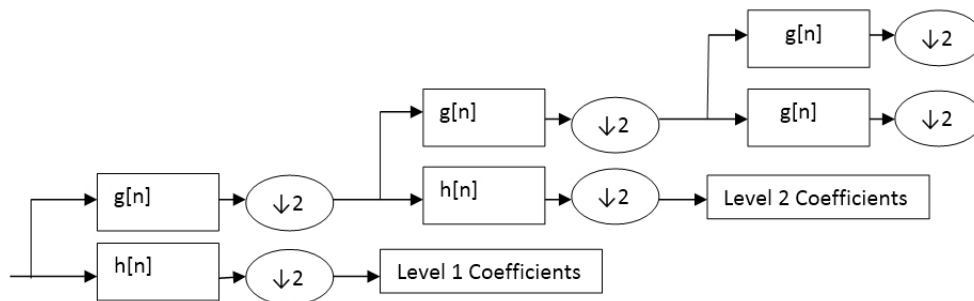 g[n]
↓2
g[n]
↓2
g[n]
↓2
h[n]
↓2
Level 2 Coefficients
g[n]
↓2
h[n]
↓2
Level 1 Coefficients